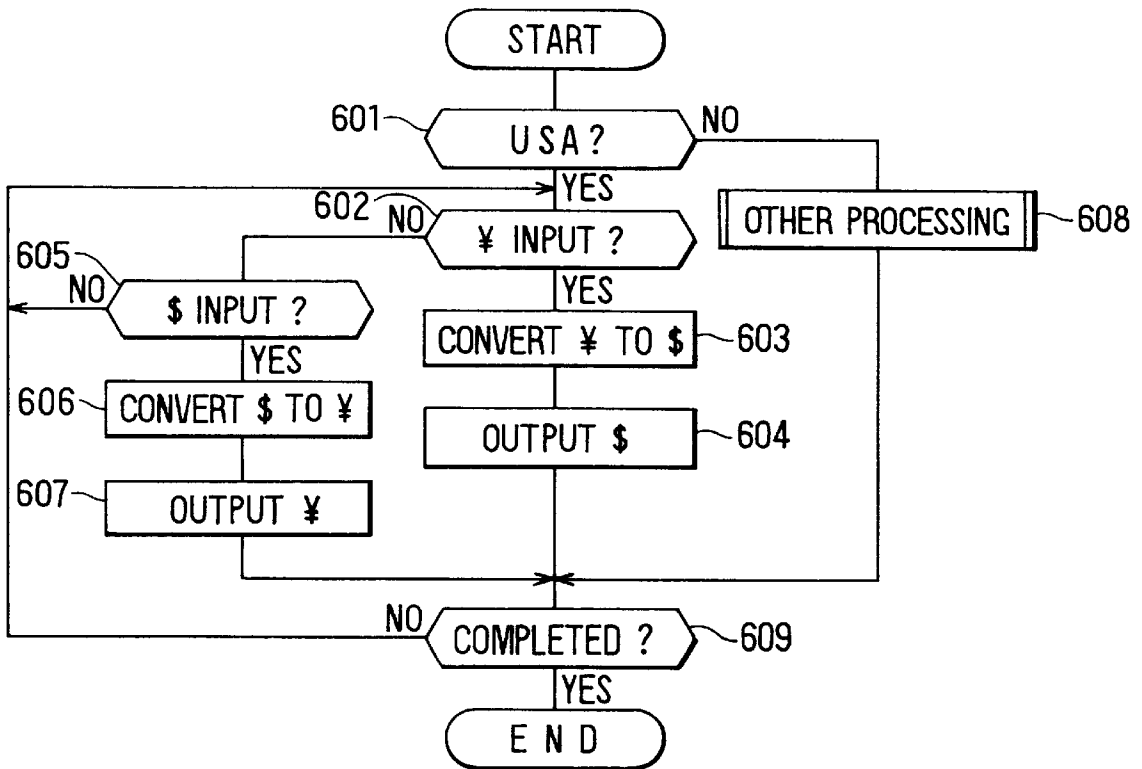 START
601
USA?
NO
YES
602
NO
¥ INPUT ?
OTHER PROCESSING
608
605
NO
$ INPUT ?
YES
CONVERT ¥ TO $
603
YES
606
CONVERT $ TO ¥
OUTPUT $
604
607
OUTPUT ¥
NO
COMPLETED ?
609
YES
END